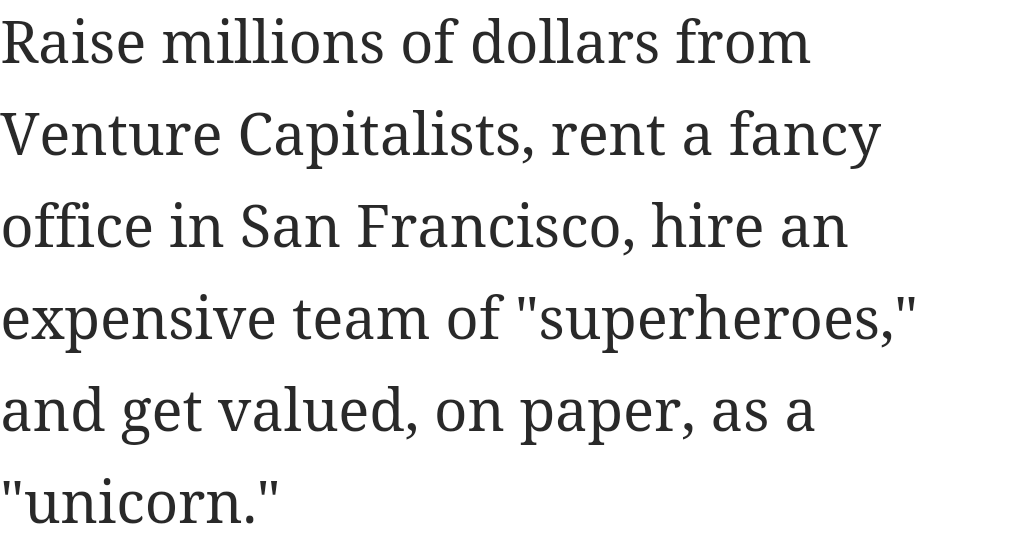 Raise millions of dollars from
Venture Capitalists, rent a fancy
office in San Francisco, hire an
expensive team of "superheroes,"
and get valued, on paper, as a
"unicorn."